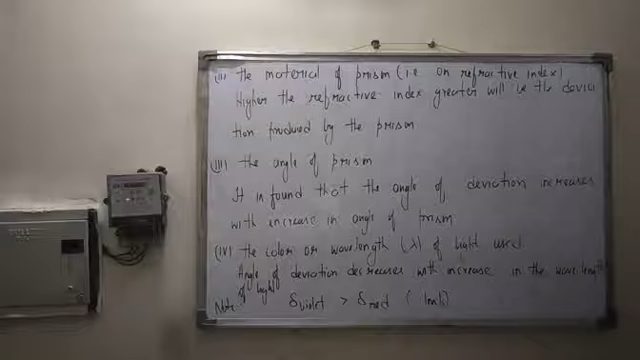 (ii) the material of prism (i.e on refractive index)
Higher the refractive index greater will be the devia
tion produced by the prism
(iii) the angle of prism
It is found that the angle of deviation increases
with increase in angle of prism
(iv) the color or wavelength (λ) of light used.
Angle of deviation decreases with increase in the wavelength
of light
Note δviolet > δred (